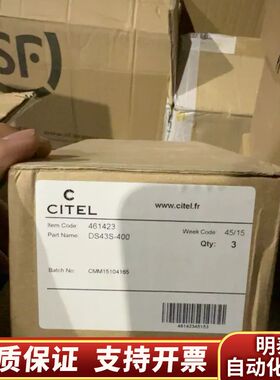 SF
C
CITEL
www.citel.fr
Item Code: 461423
Week Code: 45/15
Part Name: DS43S-400
Qty: 3
Batch No: CMM15104165
质保证 支持开票
自动化